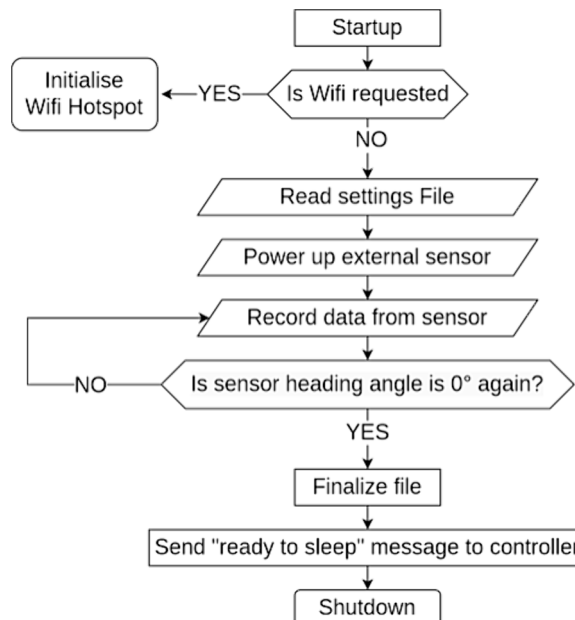 Startup
Initialise
Wifi Hotspot
YES
Is Wifi requested
NO
Read settings File
Power up external sensor
Record data from sensor
NO
Is sensor heading angle is 0° again?
YES
Finalize file
Send "ready to sleep" message to controller
Shutdown